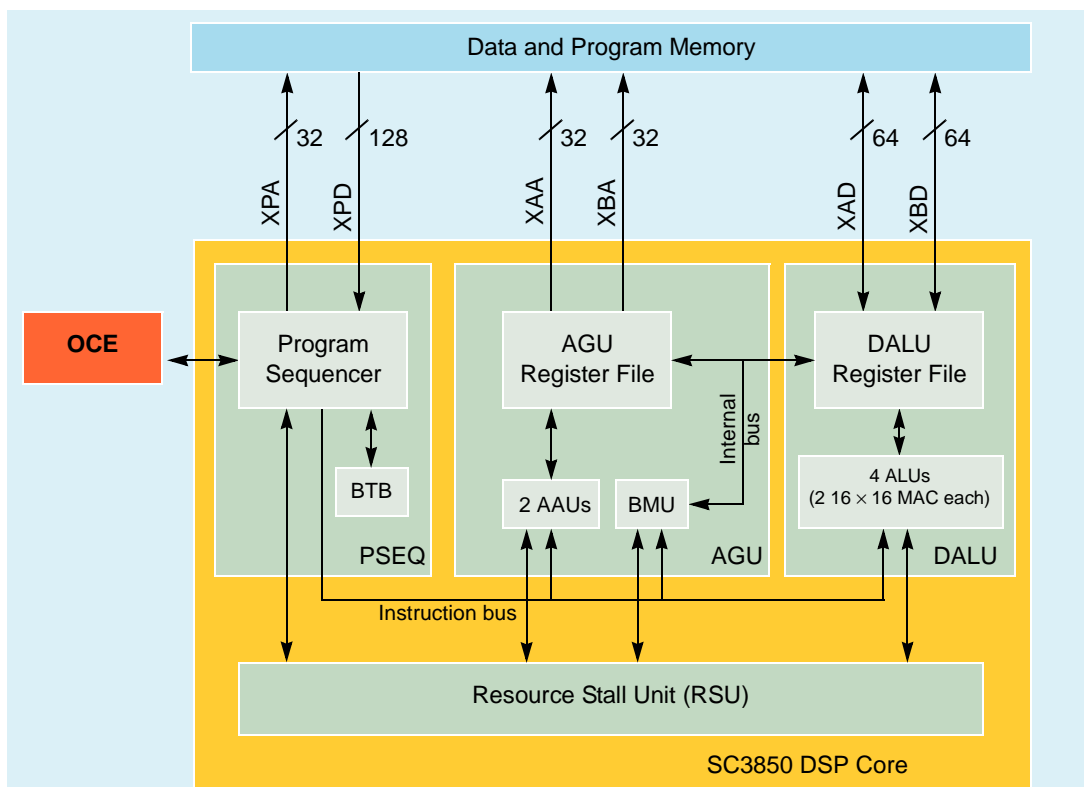 Data and Program Memory
32
128
32
32
64
64
XPA
XPD
XAA
XBA
XAD
XBD
OCE
Program
Sequencer
AGU
Register File
DALU
Register File
Internal
bus
BTB
2 AAUs
BMU
4 ALUs
(2 16 × 16 MAC each)
PSEQ
AGU
DALU
Instruction bus
Resource Stall Unit (RSU)
SC3850 DSP Core